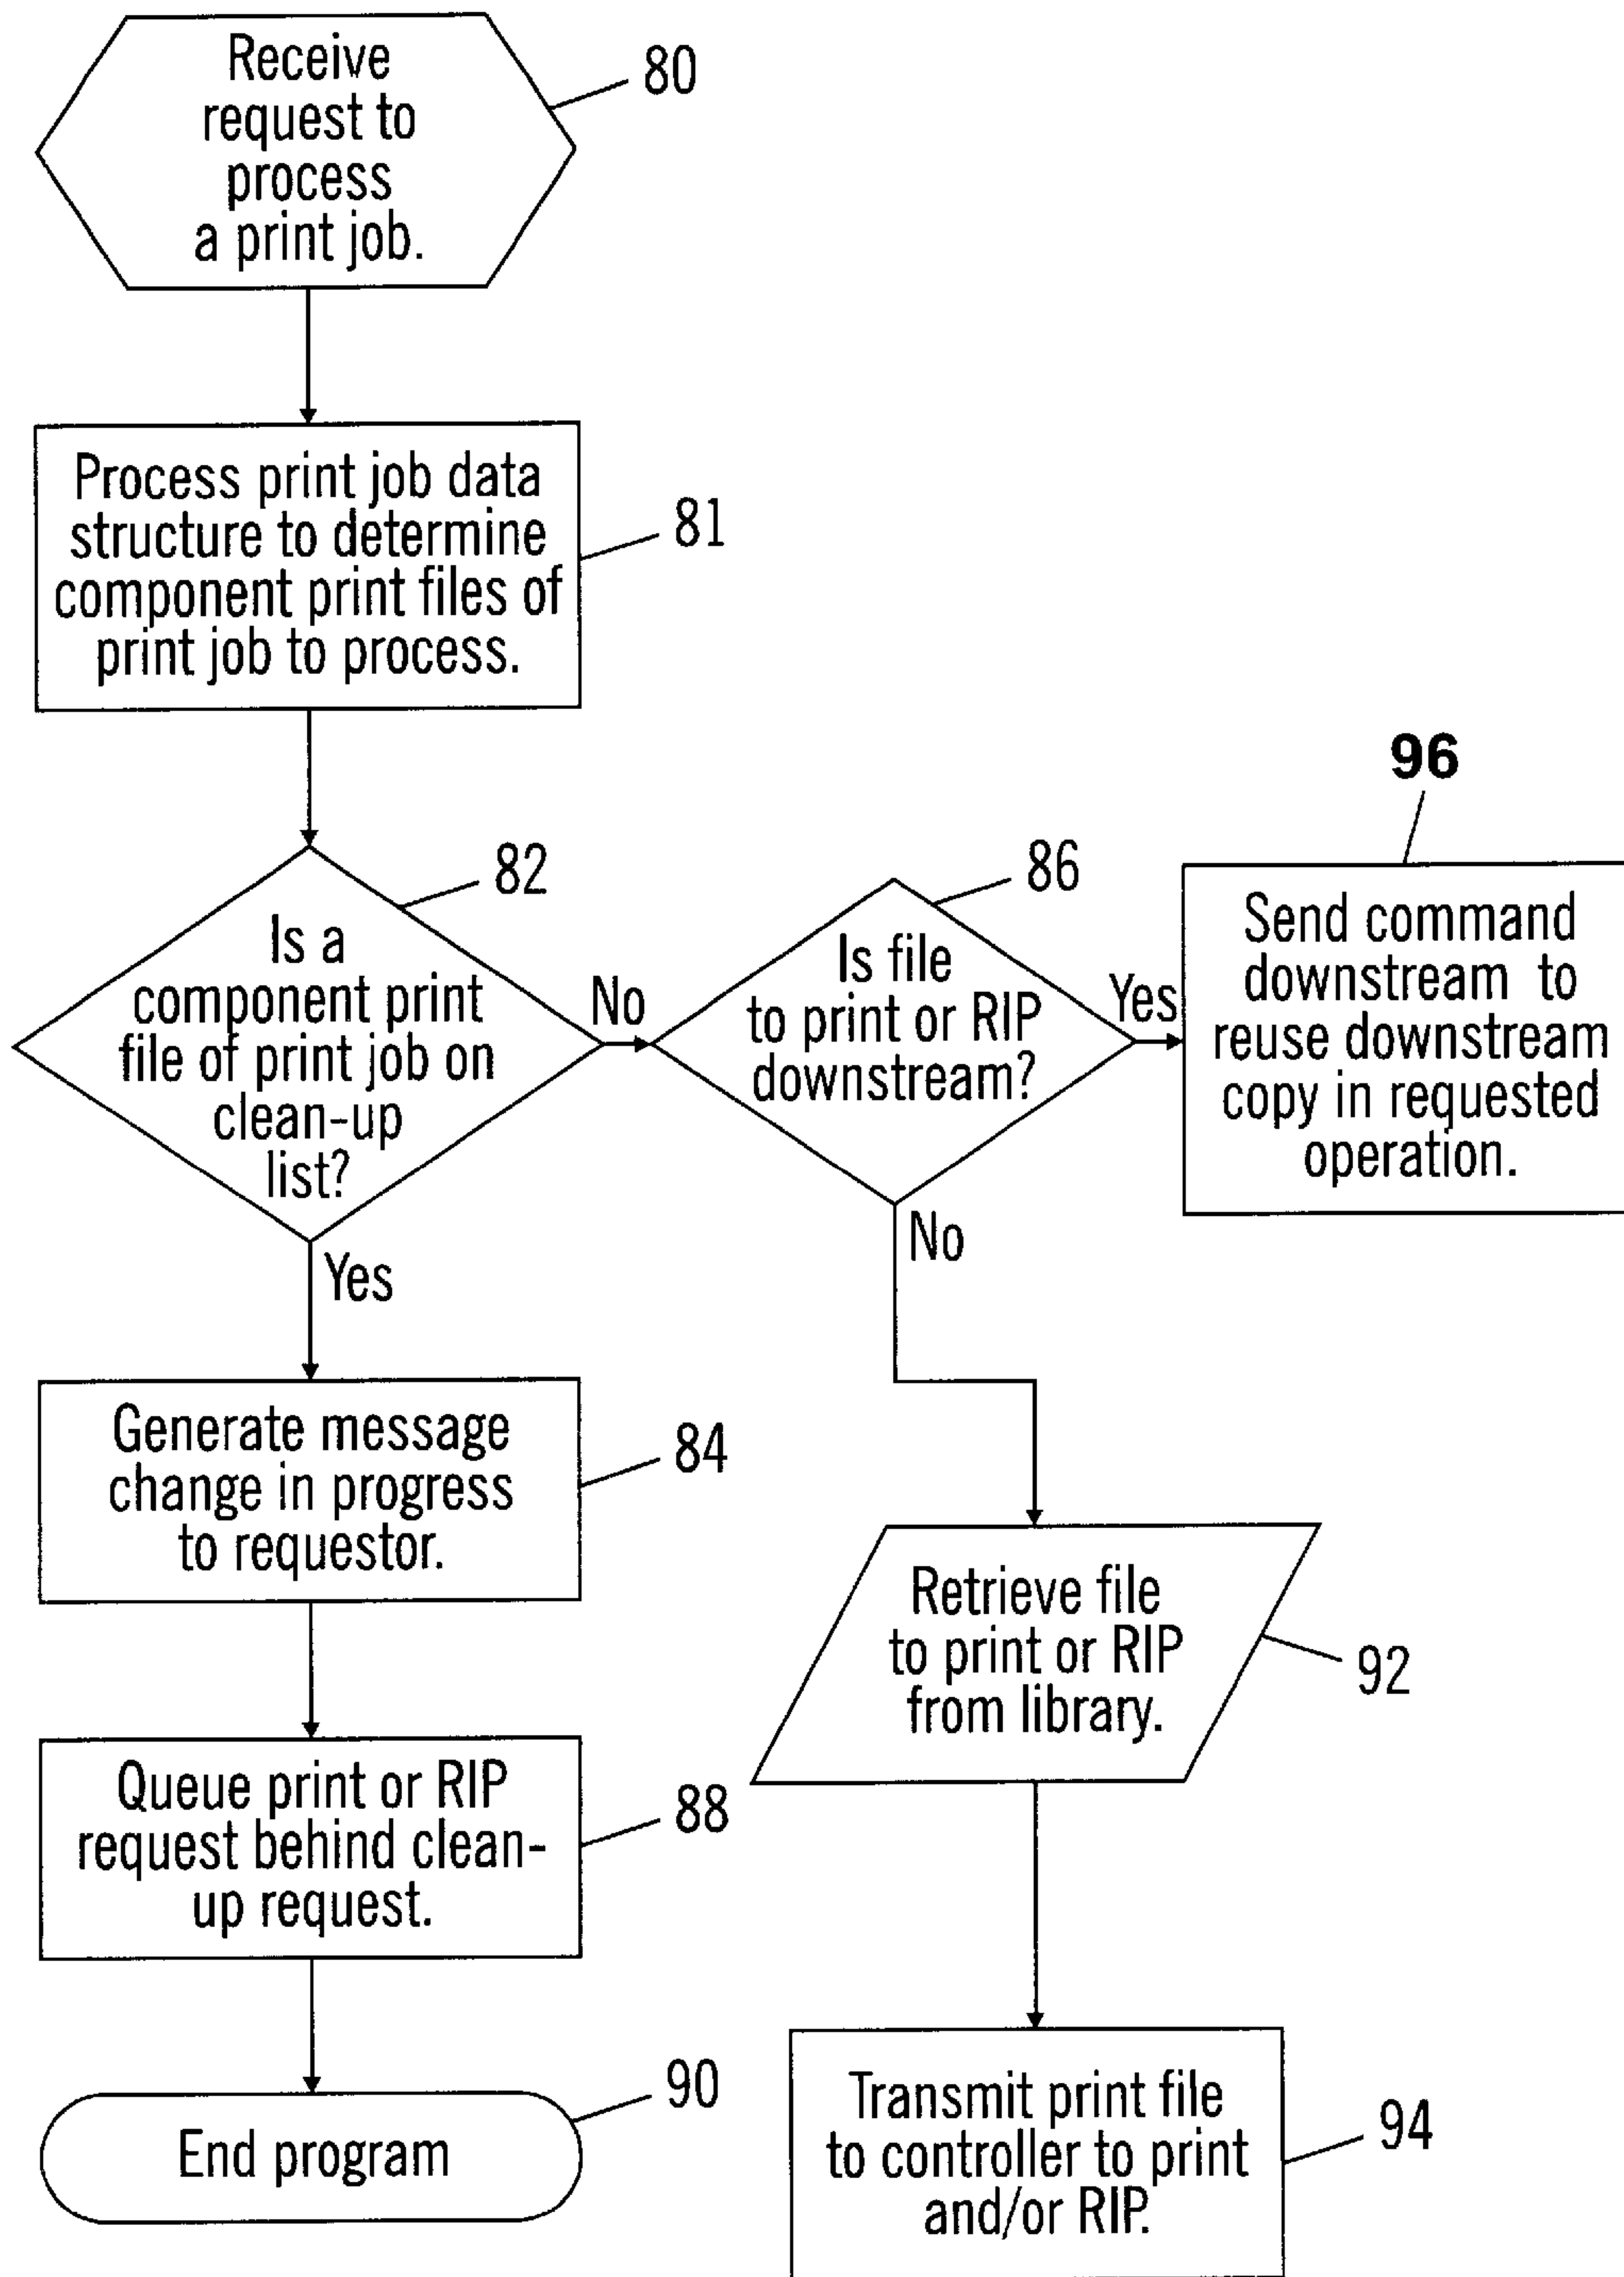 Receive
request to
process
a print job.
80
Process print job data
structure to determine
component print files of
print job to process.
81
Is a
component print
file of print job on
clean-up
list?
82
No
Yes
Is file
to print or RIP
downstream?
86
Yes
No
96
Send command
downstream to
reuse downstream
copy in requested
operation.
Generate message
change in progress
to requestor.
84
Queue print or RIP
request behind clean-
up request.
88
End program
90
Retrieve file
to print or RIP
from library.
92
Transmit print file
to controller to print
and/or RIP.
94